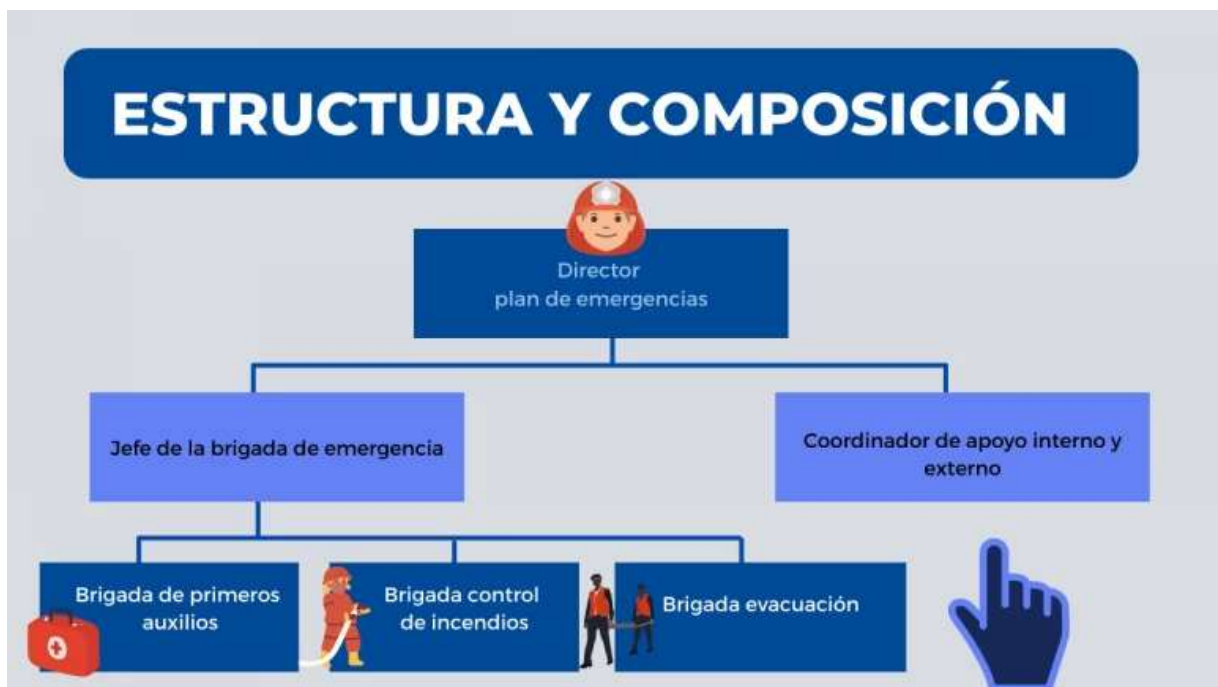 ESTRUCTURA Y COMPOSICIÓN
Director
plan de emergencias
Jefe de la brigada de emergencia
Coordinador de apoyo interno y
externo
Brigada de primeros
auxilios
Brigada control
de incendios
Brigada evacuación